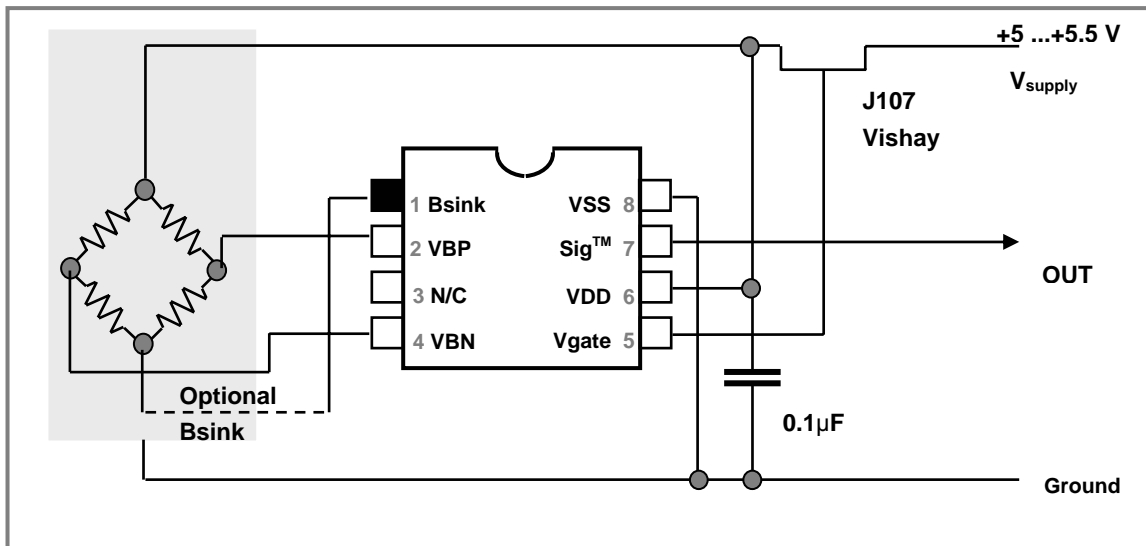 +5 ...+5.5 V
Vsupply
J107
Vishay
1 Bsink
VSS 8
2 VBP
Sig™ 7
3 N/C
VDD 6
4 VBN
Vgate 5
OUT
Optional
Bsink
0.1µF
Ground